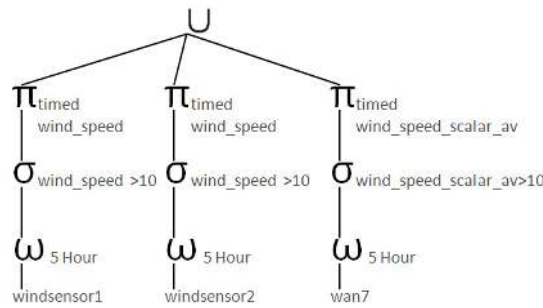 ∪
π timed wind_speed π timed wind_speed π timed wind_speed_scalar_av
σ wind_speed >10 σ wind_speed >10 σ wind_speed_scalar_av>10
ω 5 Hour ω 5 Hour ω 5 Hour
windsensor1 windsensor2 wan7